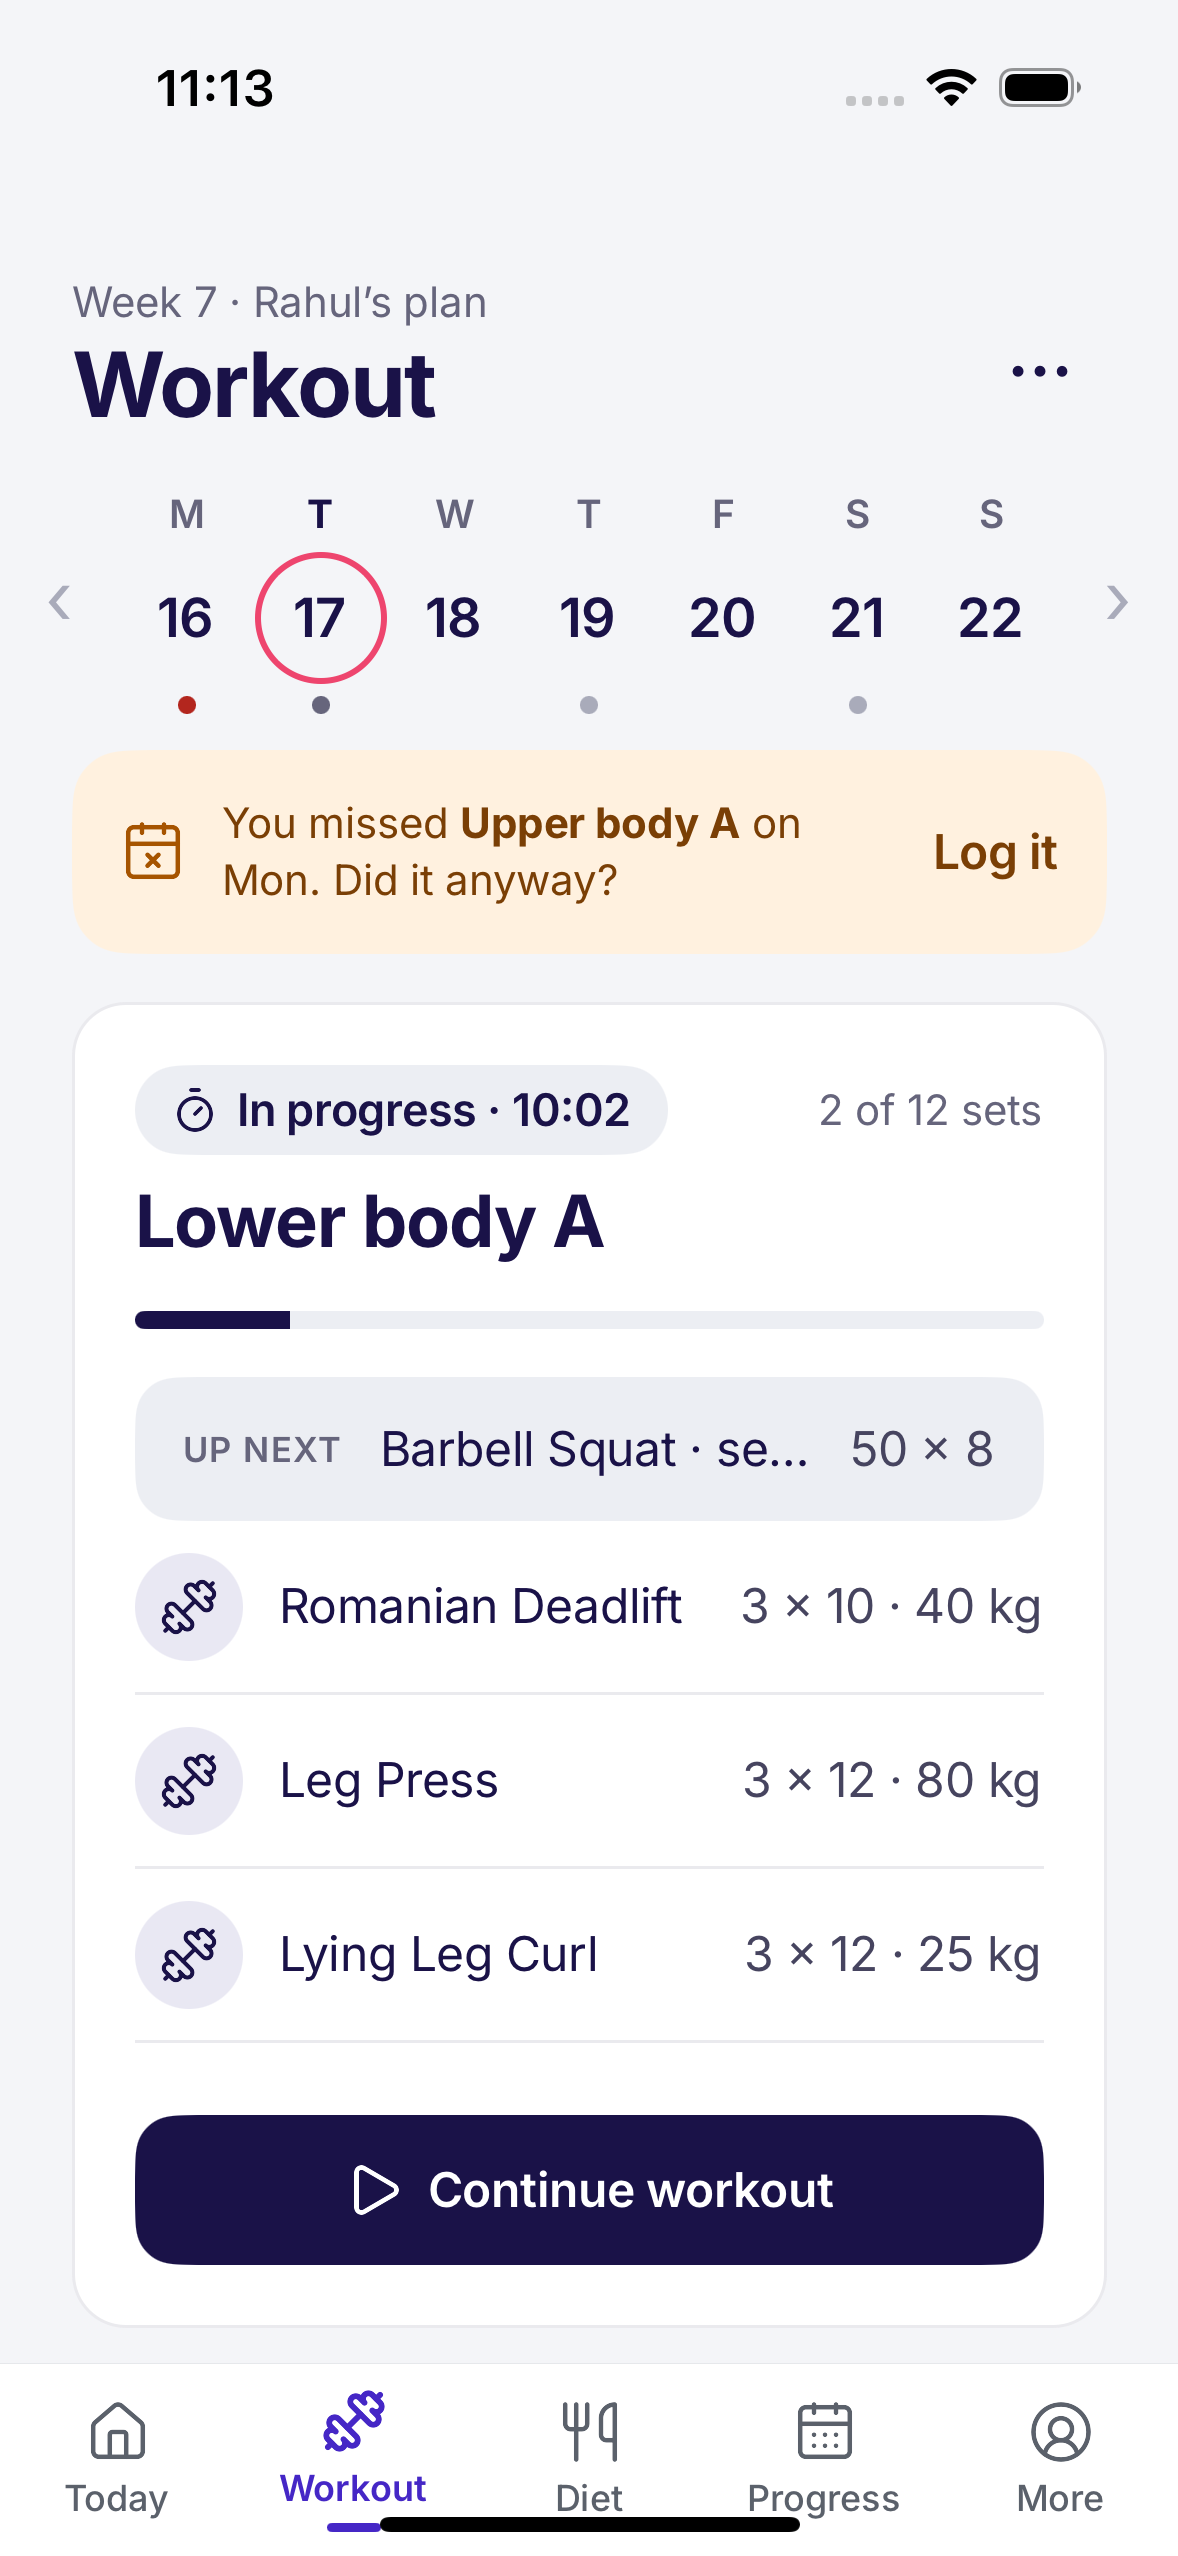 11:13
Week 7 · Rahul’s plan
Workout
M T W T F S S
16 17 18 19 20 21 22
You missed Upper body A on
Mon. Did it anyway?
Log it
In progress · 10:02
2 of 12 sets
Lower body A
UP NEXT Barbell Squat · se... 50 × 8
Romanian Deadlift 3 × 10 · 40 kg
Leg Press 3 × 12 · 80 kg
Lying Leg Curl 3 × 12 · 25 kg
Continue workout
Today Workout Diet Progress More